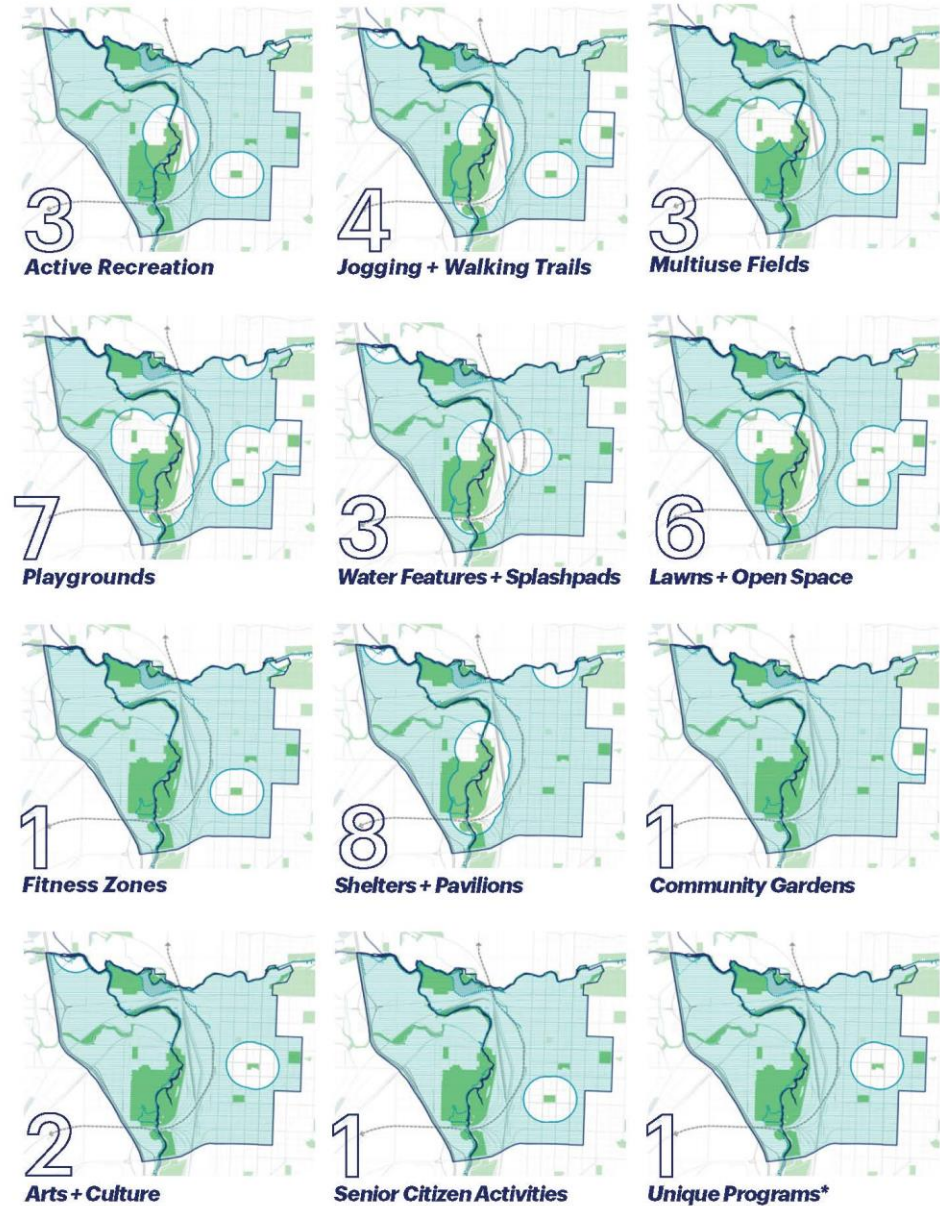 3
Active Recreation
4
Jogging + Walking Trails
3
Multiuse Fields
7
Playgrounds
3
Water Features + Splashpads
6
Lawns + Open Space
1
Fitness Zones
8
Shelters + Pavilions
1
Community Gardens
2
Arts + Culture
1
Senior Citizen Activities
1
Unique Programs*